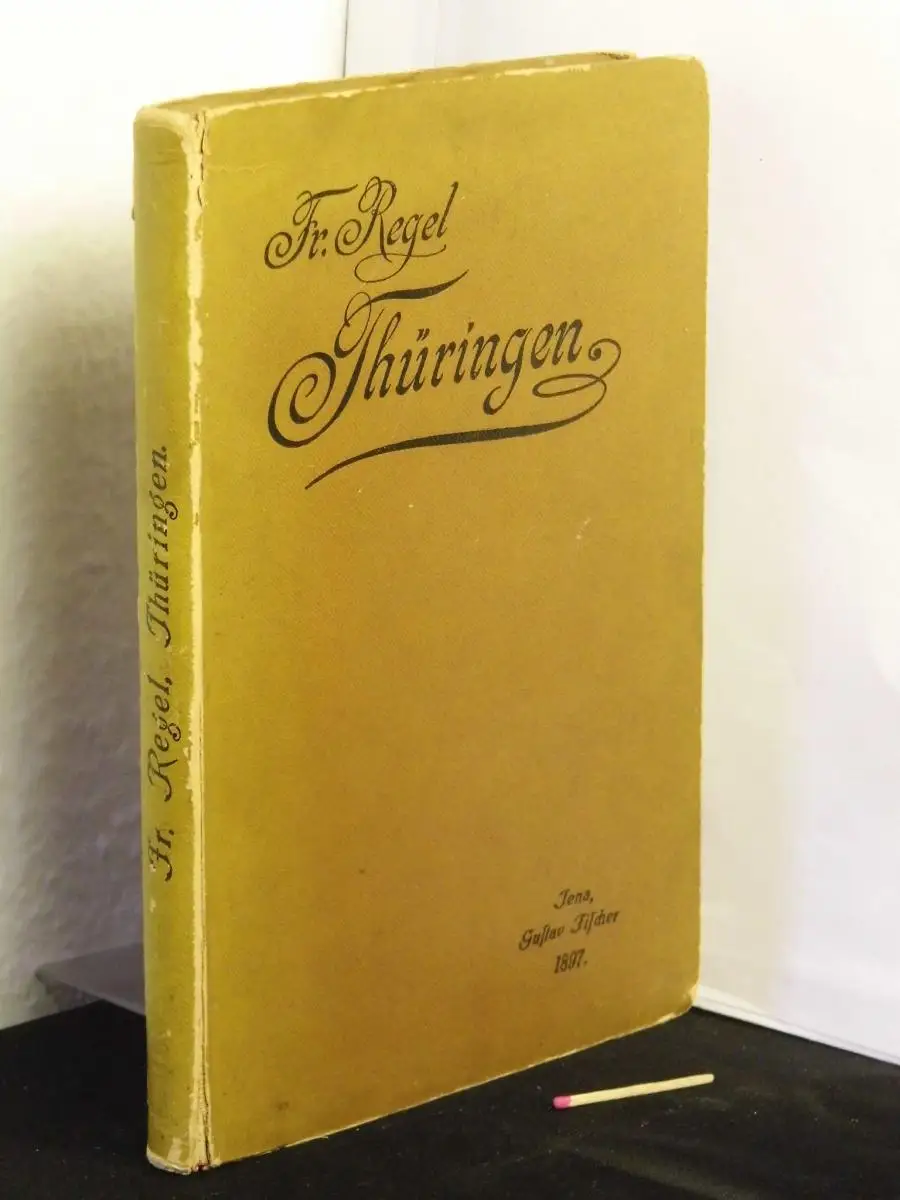 Fr. Regel
Thüringen.
Jena,
Guſtav Fiſcher
1897.
Fr. Regel, Thüringen.